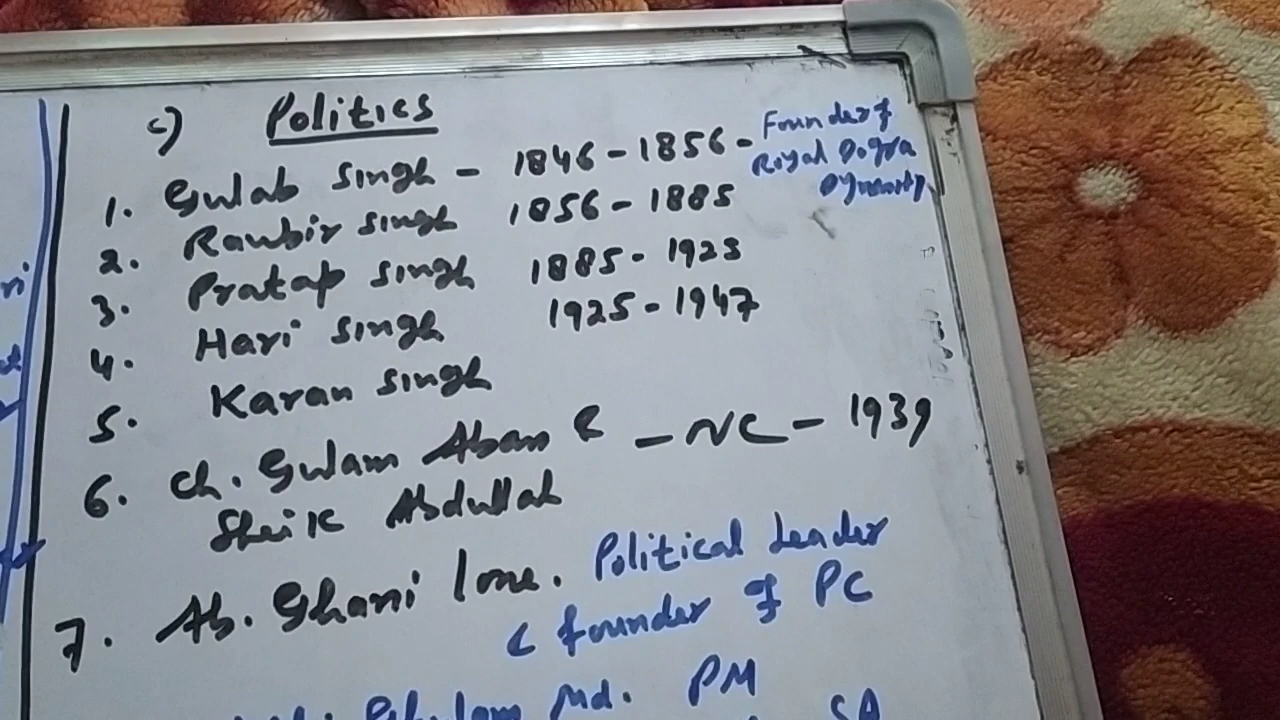 c) Politics
1. Gulab Singh - 1846 - 1856 - Founder of
Royal Dogra
Dynasty
2. Ranbir Singh 1856 - 1885
3. Pratap Singh 1885 - 1925
4. Hari Singh 1925 - 1947
5. Karan Singh
6. Ch. Gulam Abass & - NC - 1939
Sheik Abdullah
7. Ab. Ghani lone. Political Leader
& founder of PC
Md. PM
SA